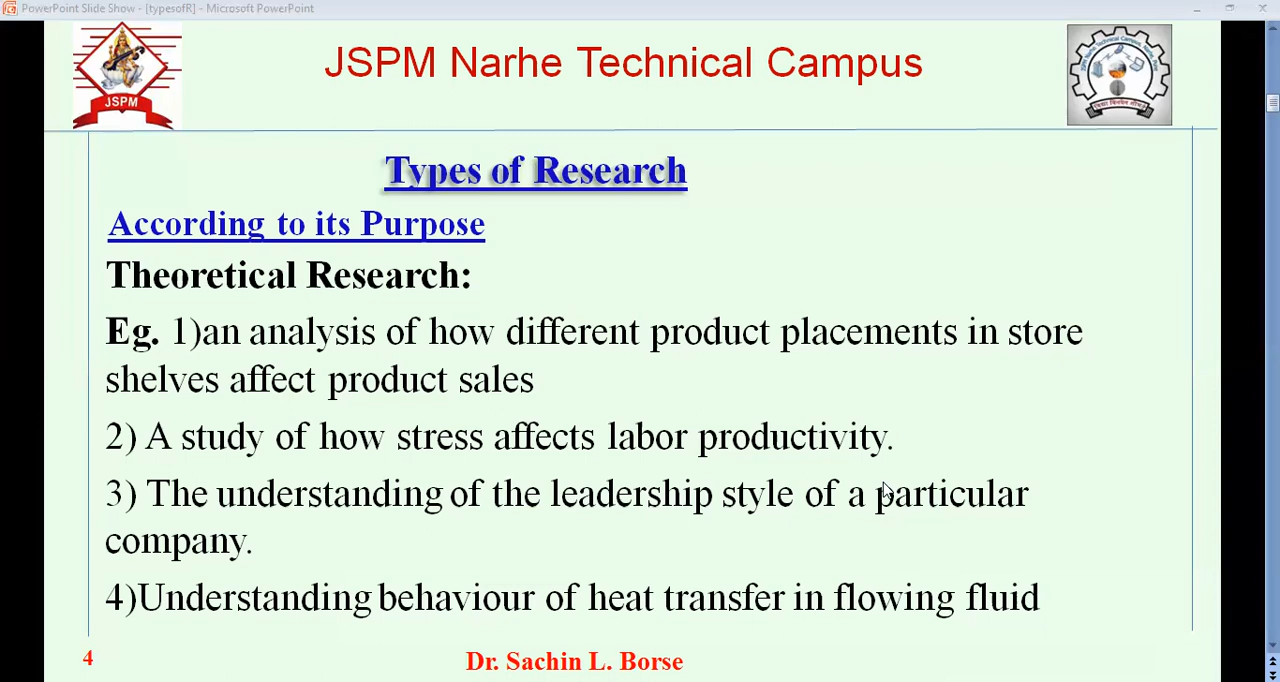 PowerPoint Slide Show - [typesofR] - Microsoft PowerPoint
JSPM Narhe Technical Campus
JSPM
Types of Research
According to its Purpose
Theoretical Research:
Eg. 1)an analysis of how different product placements in store
shelves affect product sales
2) A study of how stress affects labor productivity.
3) The understanding of the leadership style of a particular
company.
4)Understanding behaviour of heat transfer in flowing fluid
4
Dr. Sachin L. Borse